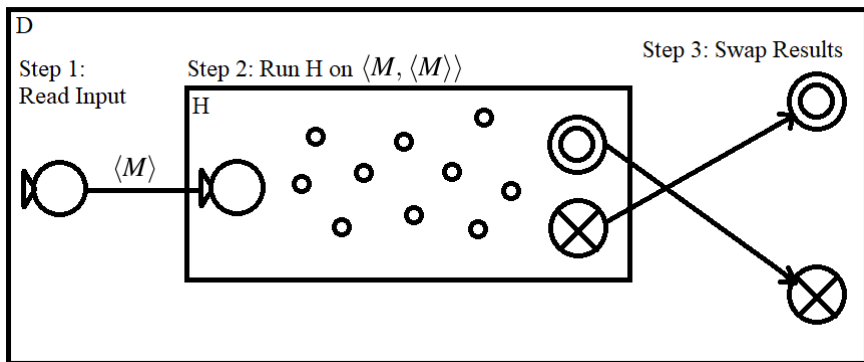 D
Step 1:
Read Input
Step 2: Run H on ⟨M, ⟨M⟩⟩
Step 3: Swap Results
H
⟨M⟩